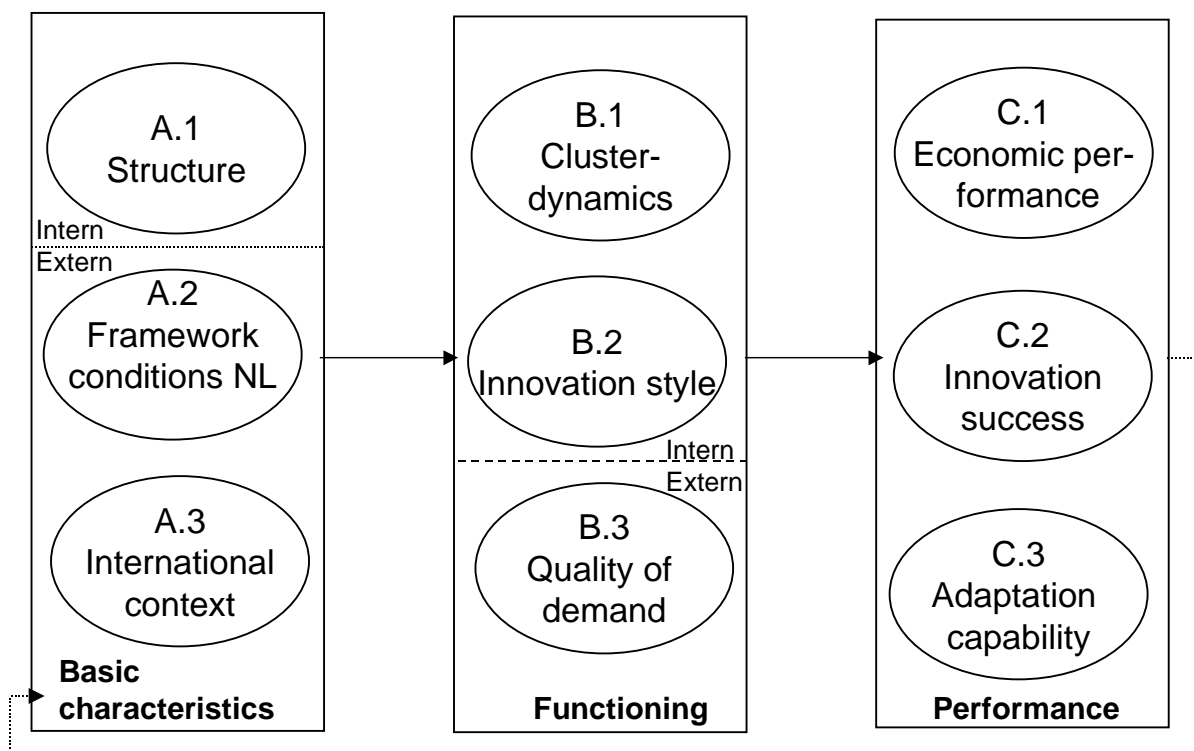 A.1
Structure
Intern
Extern
A.2
Framework
conditions NL
A.3
International
context
Basic
characteristics
B.1
Cluster-
dynamics
B.2
Innovation style
Intern
Extern
B.3
Quality of
demand
Functioning
C.1
Economic per-
formance
C.2
Innovation
success
C.3
Adaptation
capability
Performance